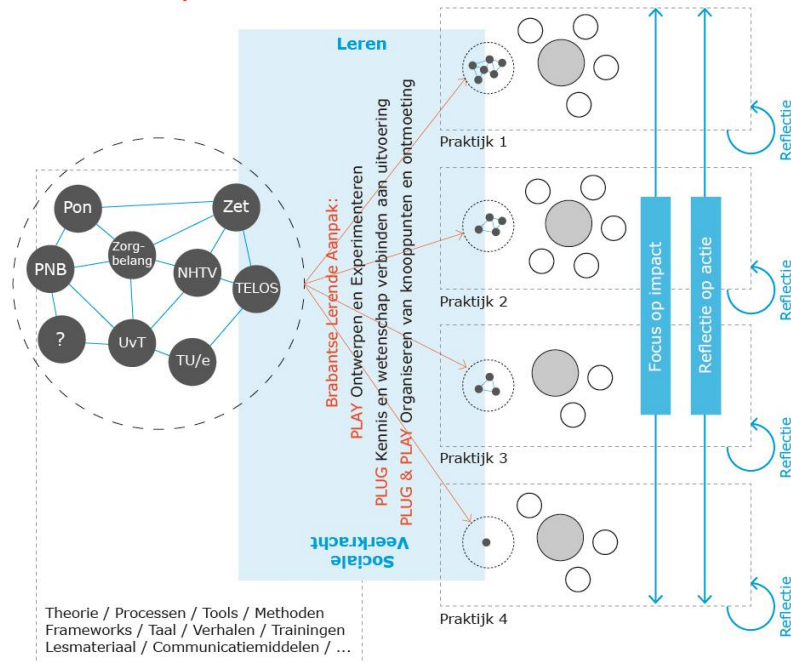 Leren
Pon
Zet
Zorg-
belang
PNB
NHTV
TELOS
?
UvT
TU/e
Brabantse Lerende Aanpak:
PLAY Ontwerpen en Experimenteren
PLUG Kennis en wetenschap verbinden aan uitvoering
PLUG & PLAY Organiseren van knooppunten en ontmoeting
Sociale
Veerkracht
Theorie / Processen / Tools / Methoden
Frameworks / Taal / Verhalen / Trainingen
Lesmateriaal / Communicatiemiddelen / ...
Praktijk 1
Praktijk 2
Praktijk 3
Praktijk 4
Focus op impact
Reflectie op actie
Reflectie
Reflectie
Reflectie
Reflectie